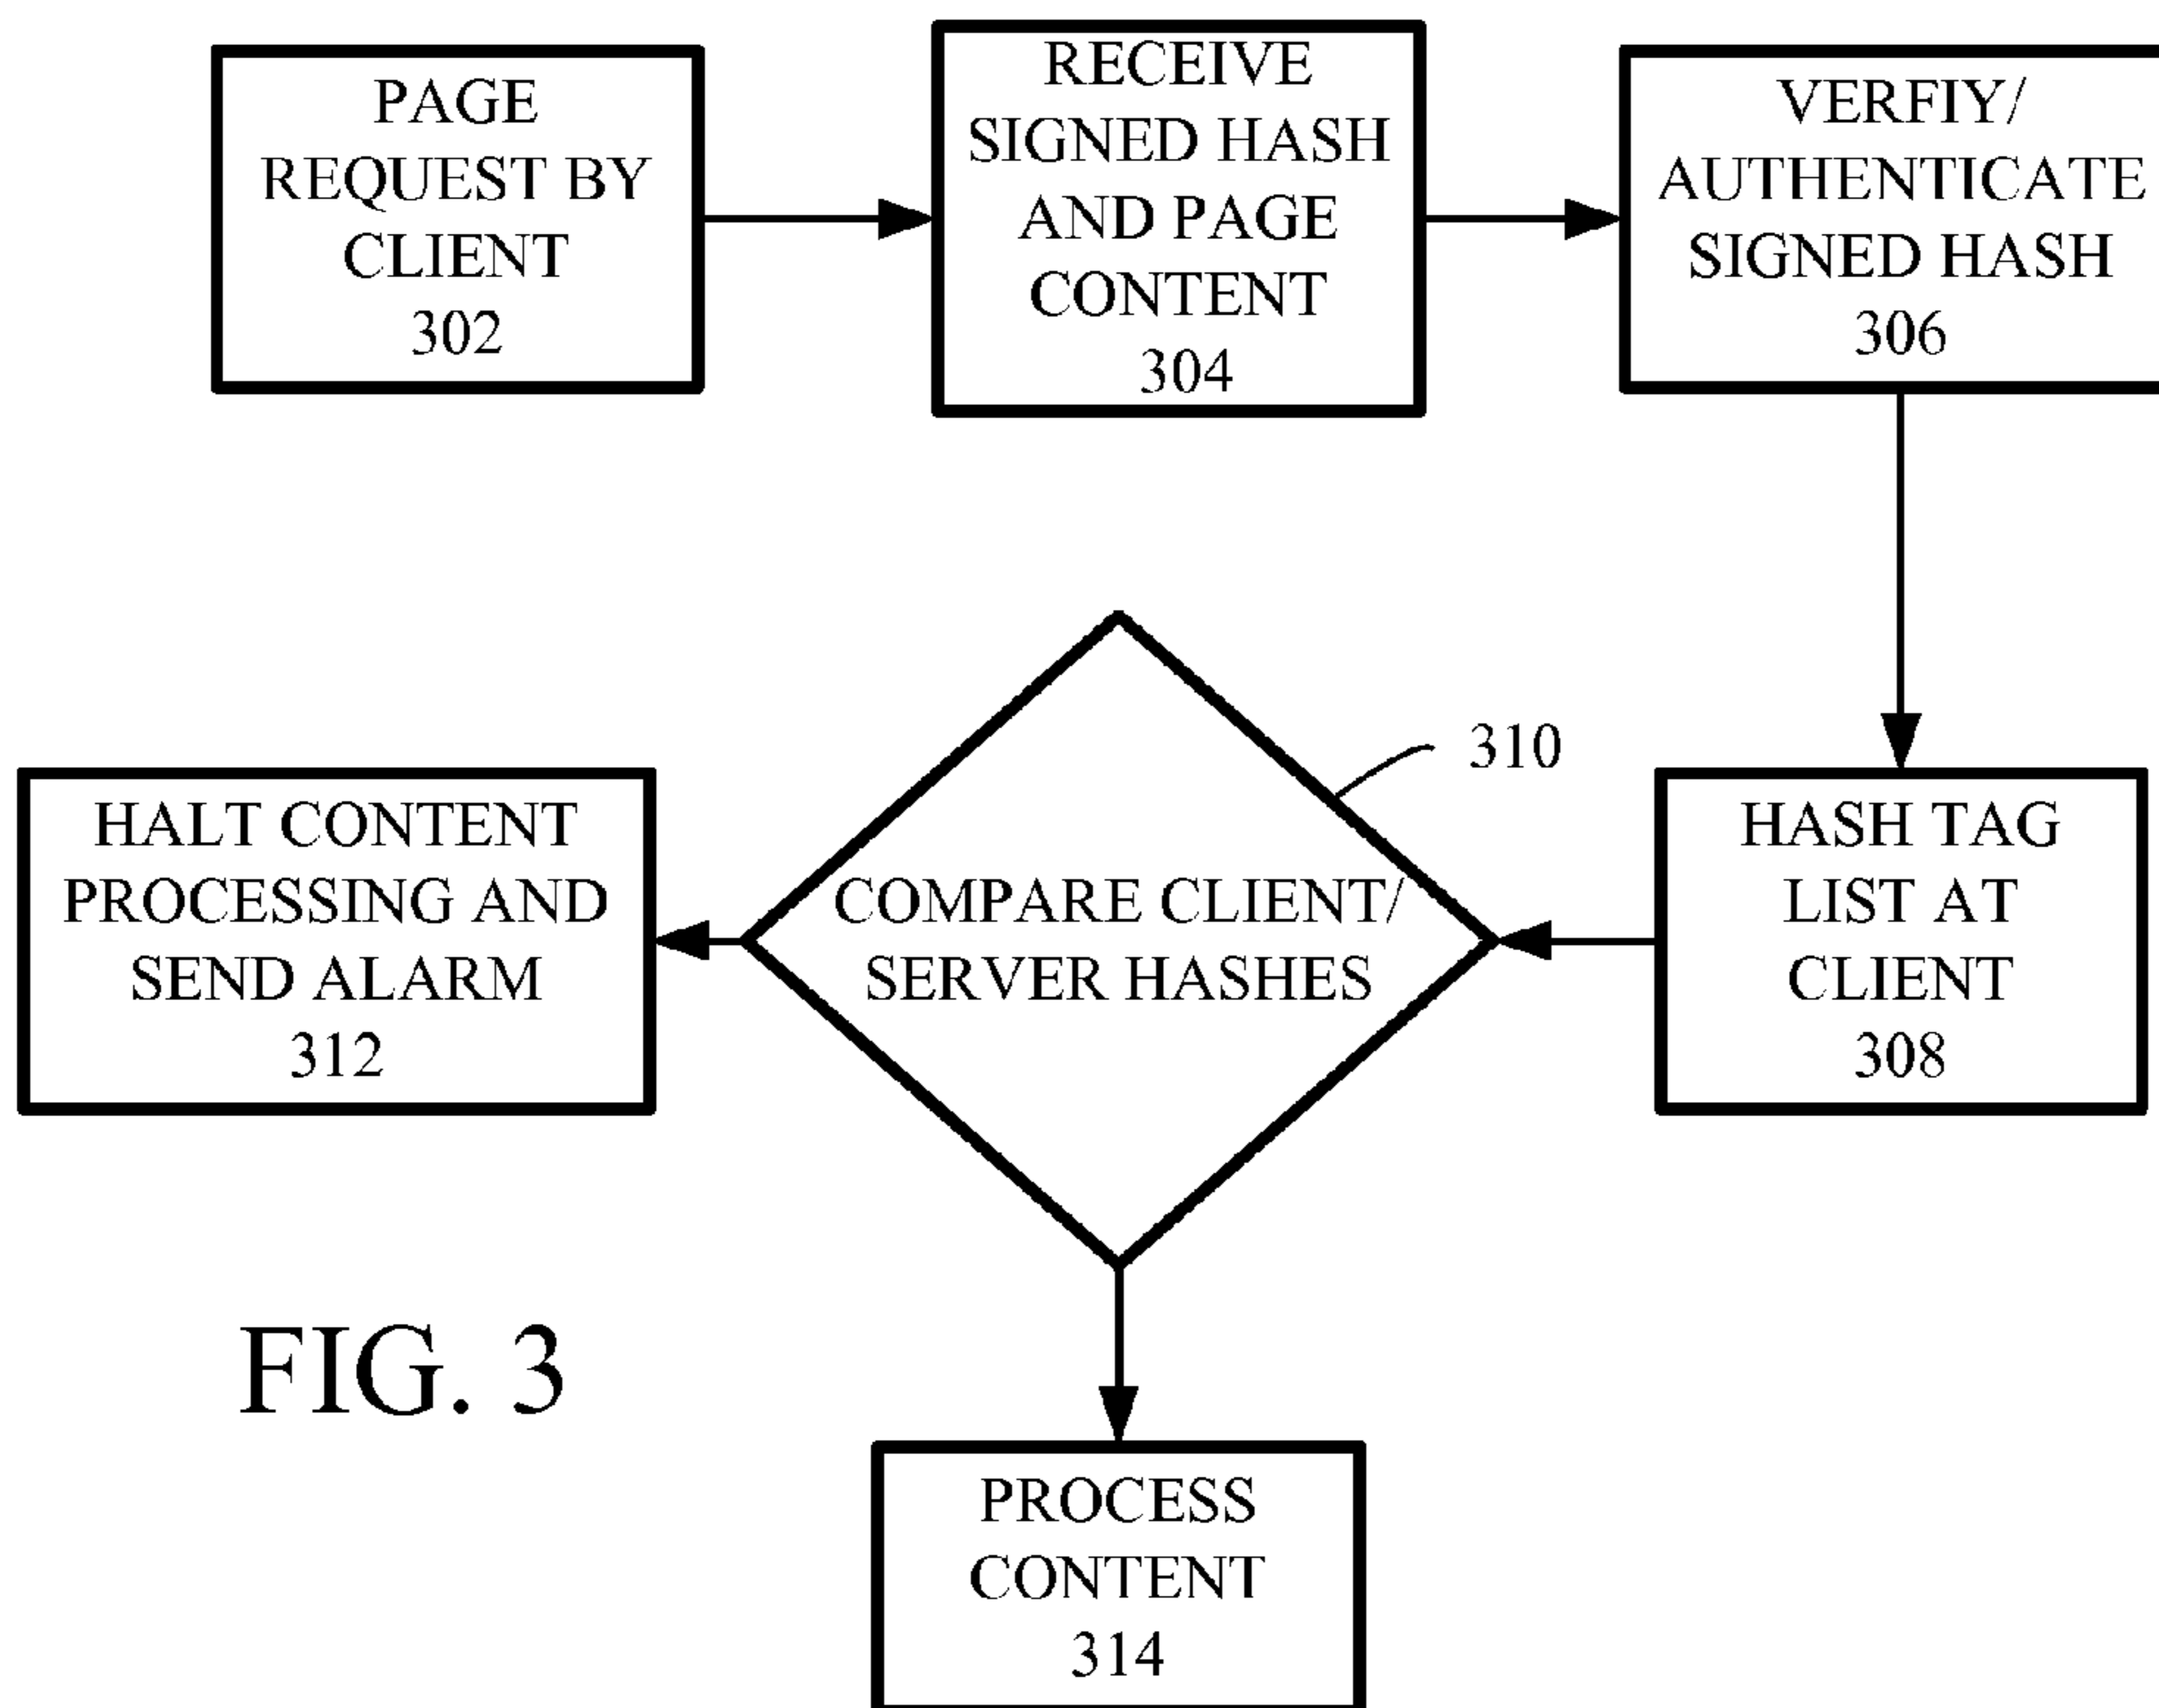 PAGE
REQUEST BY
CLIENT
302
RECEIVE
SIGNED HASH
AND PAGE
CONTENT
304
VERFIY/
AUTHENTICATE
SIGNED HASH
306
HALT CONTENT
PROCESSING AND
SEND ALARM
312
COMPARE CLIENT/
SERVER HASHES
310
HASH TAG
LIST AT
CLIENT
308
FIG. 3
PROCESS
CONTENT
314